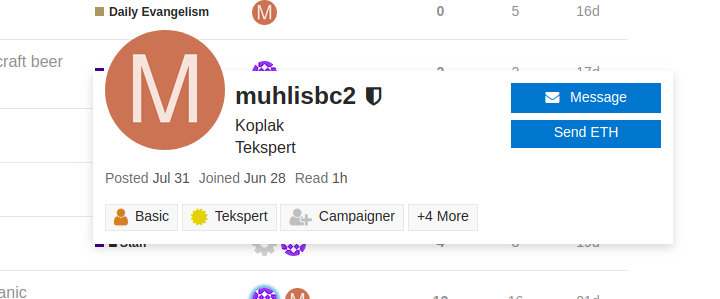 Daily Evangelism M 0 5 16d
craft beer
M
muhlisbc2
Message
Koplak
Send ETH
Tekspert
Posted Jul 31 Joined Jun 28 Read 1h
Basic Tekspert Campaigner +4 More
anic
M